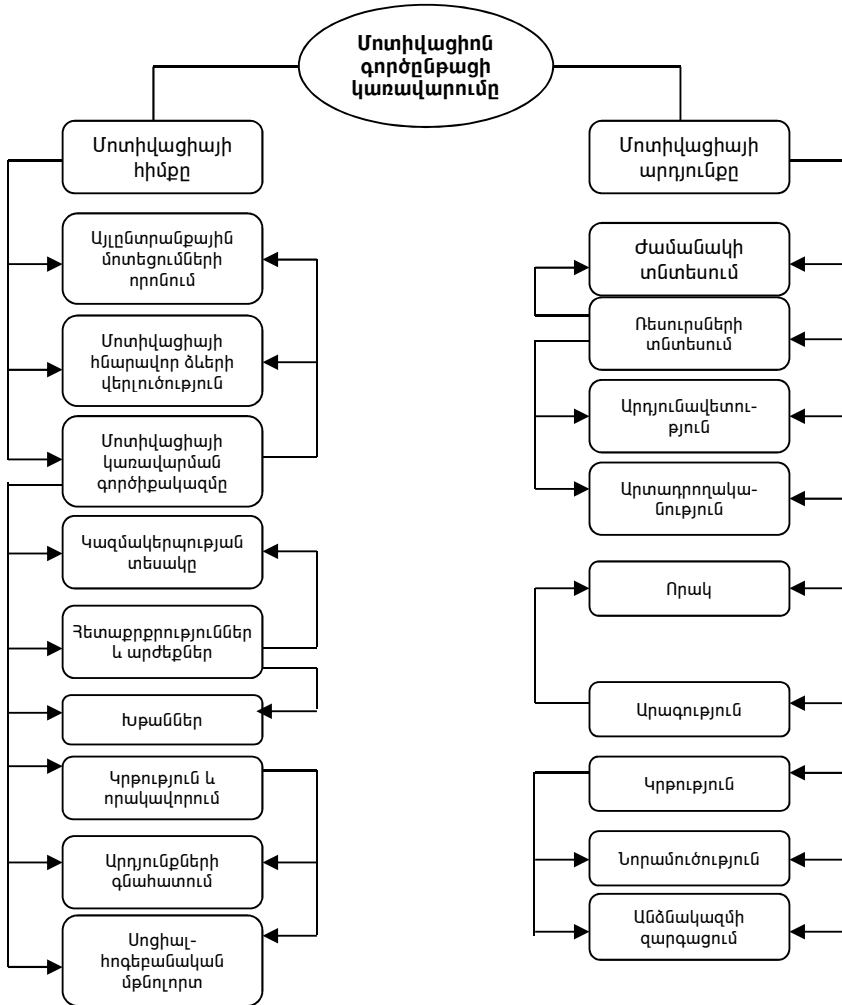 Մոտիվացիոն
գործընթացի
կառավարումը
Մոտիվացիայի
հիմքը
Այլընտրանքային
մոտեցումների
որոնում
Մոտիվացիայի
հնարավոր ձևերի
վերլուծություն
Մոտիվացիայի
կառավարման
գործիքակազմը
Կազմակերպության
տեսակը
Հետաքրքրություններ
և արժեքներ
Խթաններ
Կրթություն և
որակավորում
Արդյունքների
գնահատում
Սոցիալ-
հոգեբանական
մթնոլորտ
Մոտիվացիայի
արդյունքը
Ժամանակի
տնտեսում
Ռեսուրսների
տնտեսում
Արդյունավետու-
թյուն
Արտադրողակա-
նություն
Որակ
Արագություն
Կրթություն
Նորամուծություն
Անձնակազմի
զարգացում